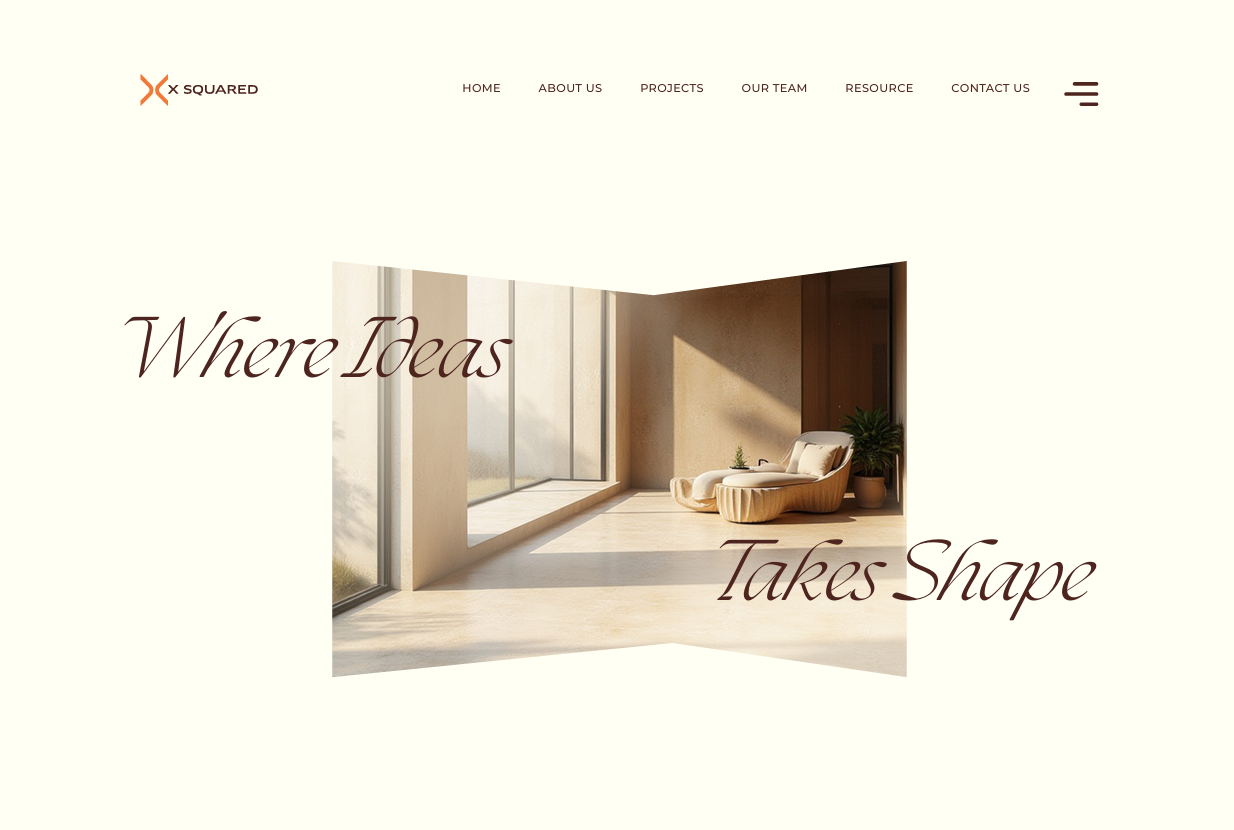 X SQUARED
HOME ABOUT US PROJECTS OUR TEAM RESOURCE CONTACT US
Where Ideas
Takes Shape